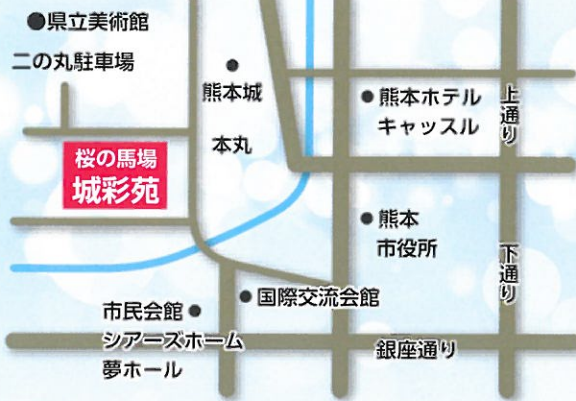 ●県立美術館
二の丸駐車場
熊本城
本丸
桜の馬場
城彩苑
熊本ホテル
キャッスル
上通り
熊本
市役所
下通り
国際交流会館
市民会館
シアーズホーム
夢ホール
銀座通り